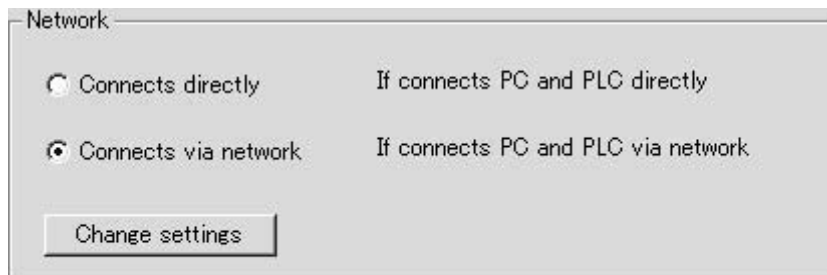 Network
Connects directly If connects PC and PLC directly
Connects via network If connects PC and PLC via network
Change settings